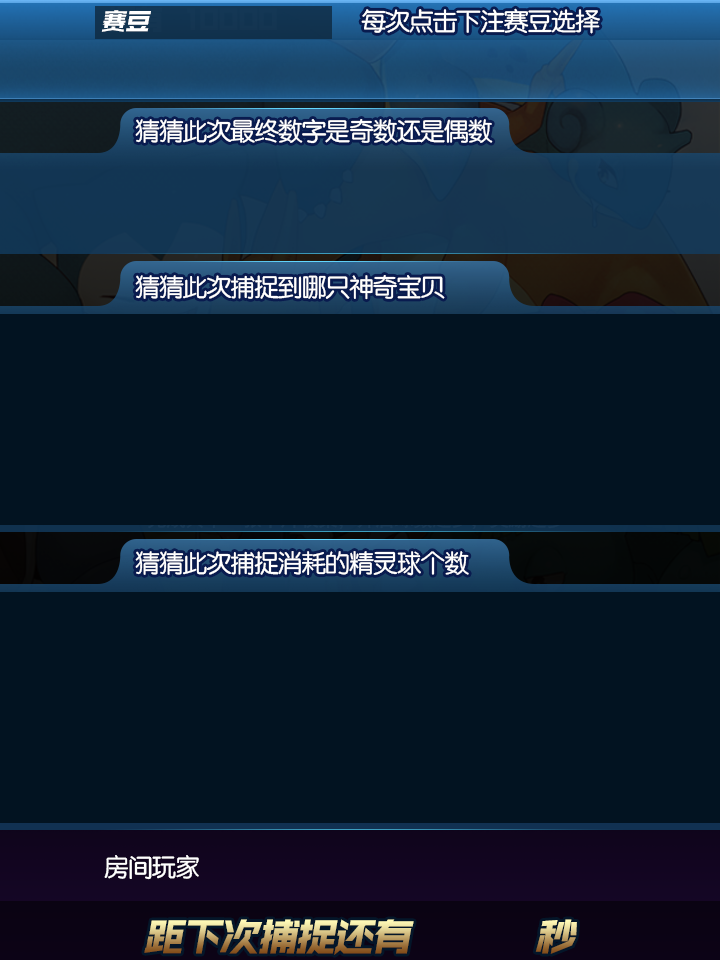 赛豆 每次点击下注赛豆选择
猜猜此次最终数字是奇数还是偶数
猜猜此次捕捉到哪只神奇宝贝
猜猜此次捕捉消耗的精灵球个数
房间玩家
距下次捕捉还有 秒